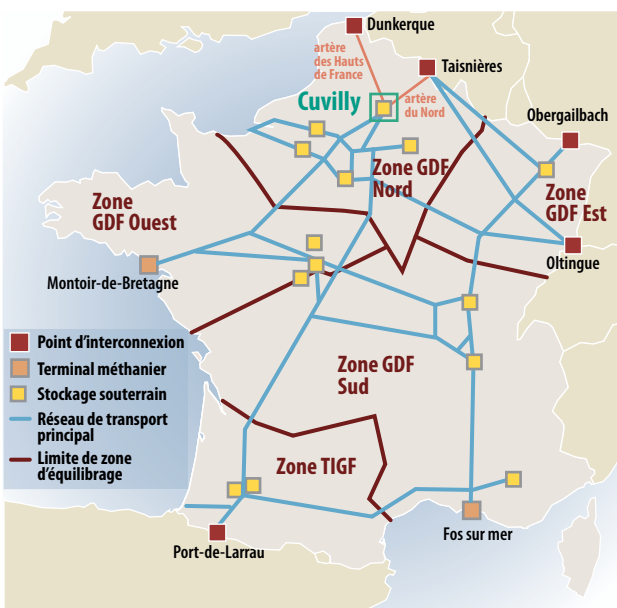 Dunkerque
artère
des Hauts
de France
Taisnières
Cuvilly
artère
du Nord
Obergailbach
Zone GDF
Nord
Zone
GDF Ouest
Zone
GDF Est
Oltingue
Montoir-de-Bretagne
Point d'interconnexion
Terminal méthanier
Stockage souterrain
Réseau de transport
principal
Limite de zone
d'équilibrage
Zone GDF
Sud
Zone TIGF
Fos sur mer
Port-de-Larrau